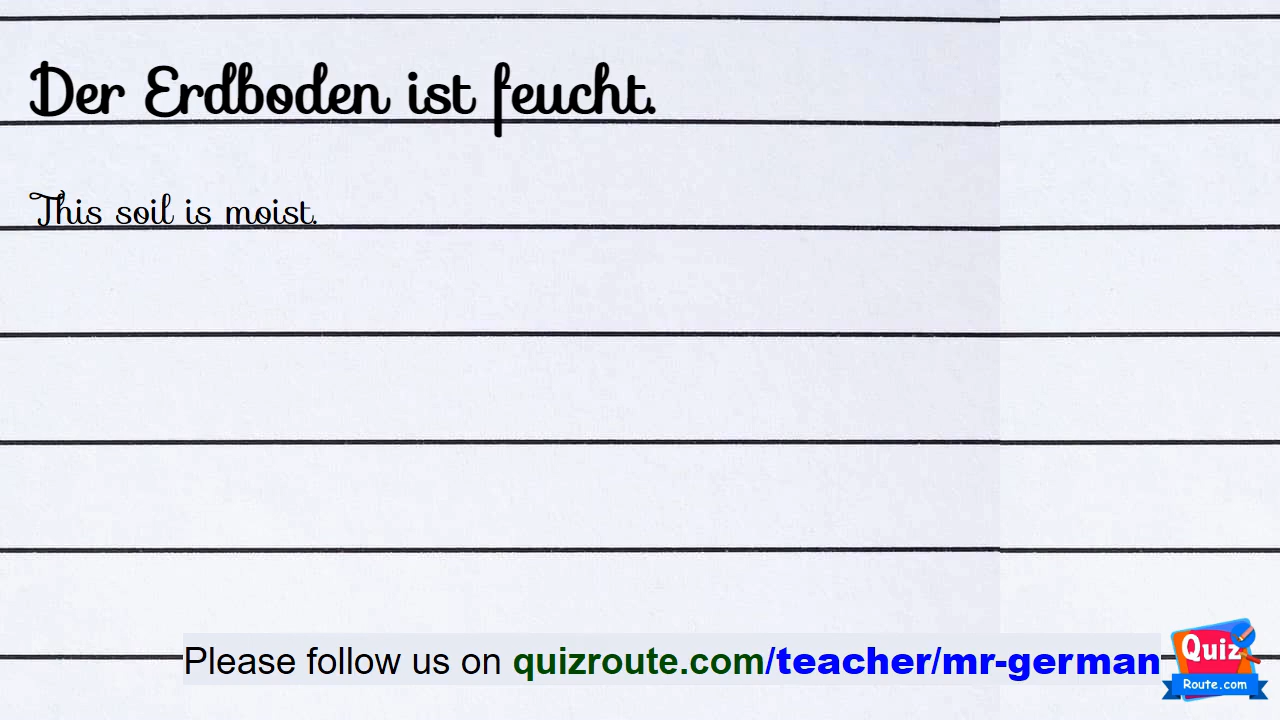 Der Erdboden ist feucht.
This soil is moist.
Please follow us on quizroute.com/teacher/mr-german
Quiz
Route.com